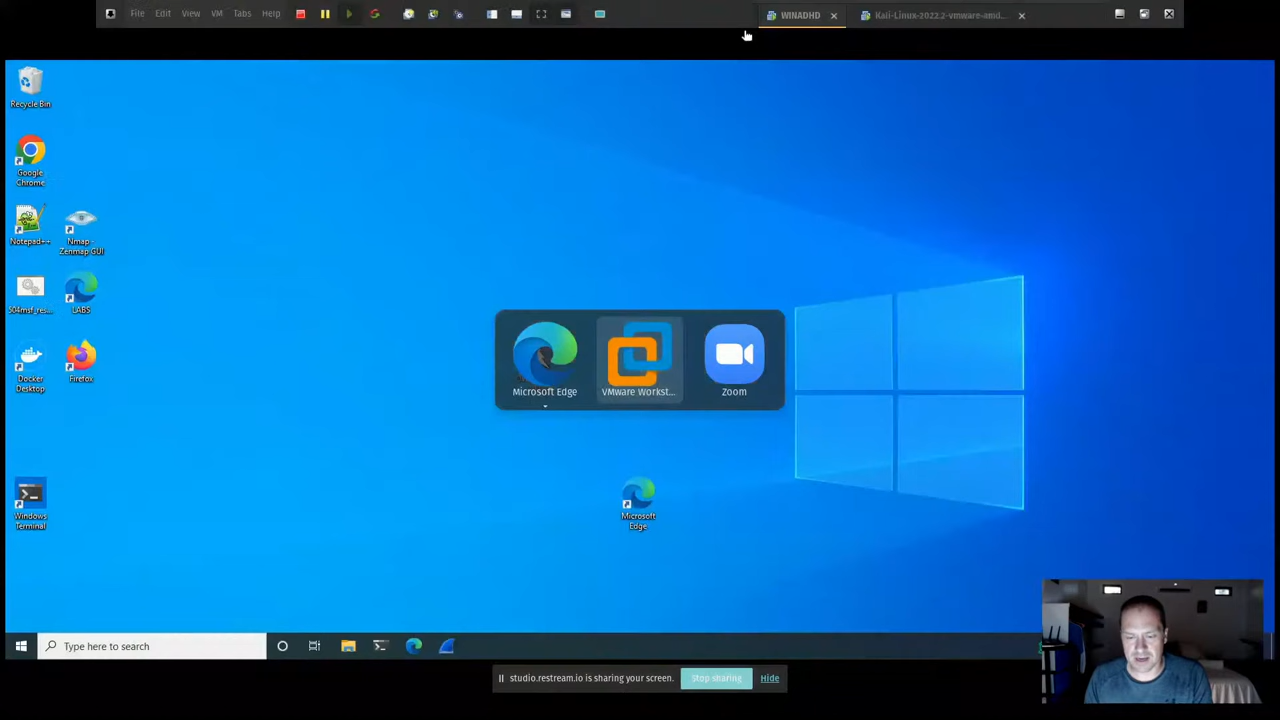 File Edit View VM Tabs Help
WINADHD
Kali-Linux-2022.2-vmware-amd...
Recycle Bin
Google
Chrome
Notepad++
Nmap -
Zenmap GUI
504msf_res...
LABS
Docker
Desktop
Firefox
Microsoft Edge
VMware Workst...
Zoom
Windows
Terminal
Microsoft
Edge
Type here to search
studio.restream.io is sharing your screen.
Stop sharing
Hide